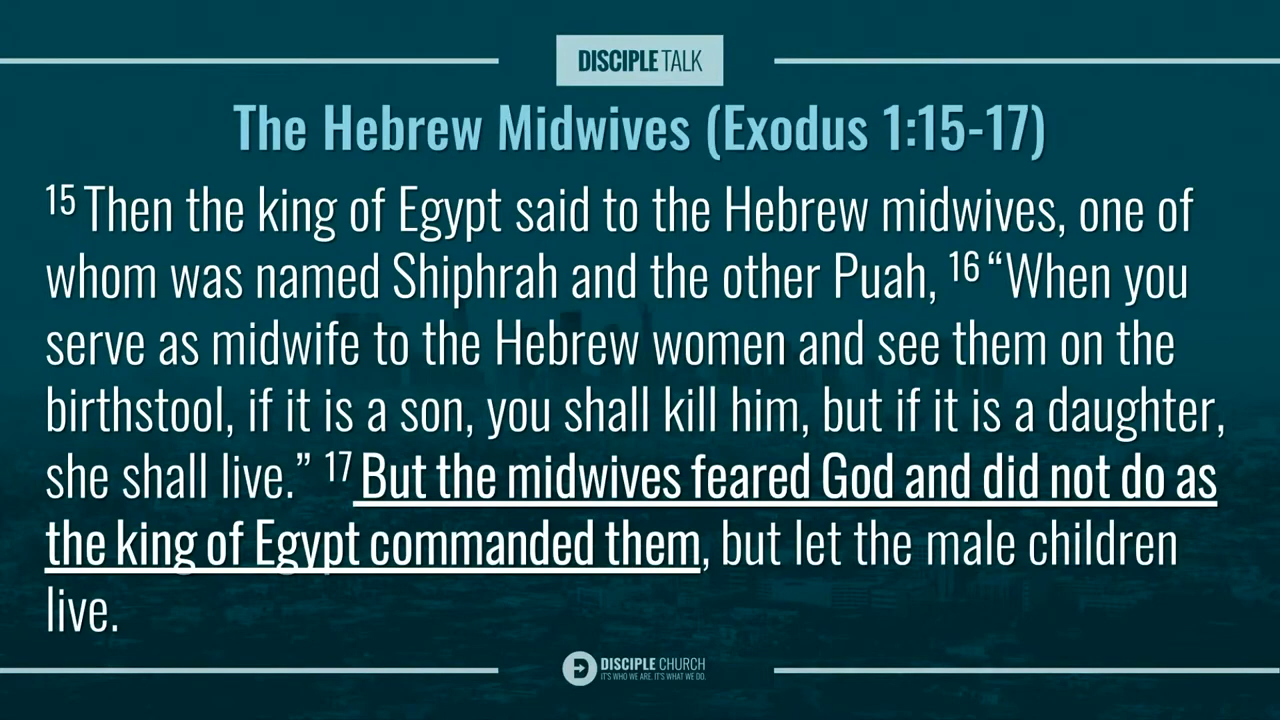 DISCIPLE TALK
The Hebrew Midwives (Exodus 1:15-17)
15 Then the king of Egypt said to the Hebrew midwives, one of
whom was named Shiphrah and the other Puah, 16 “When you
serve as midwife to the Hebrew women and see them on the
birthstool, if it is a son, you shall kill him, but if it is a daughter,
she shall live.” 17 But the midwives feared God and did not do as
the king of Egypt commanded them, but let the male children
live.
DISCIPLE CHURCH
IT'S WHO WE ARE. IT'S WHAT WE DO.